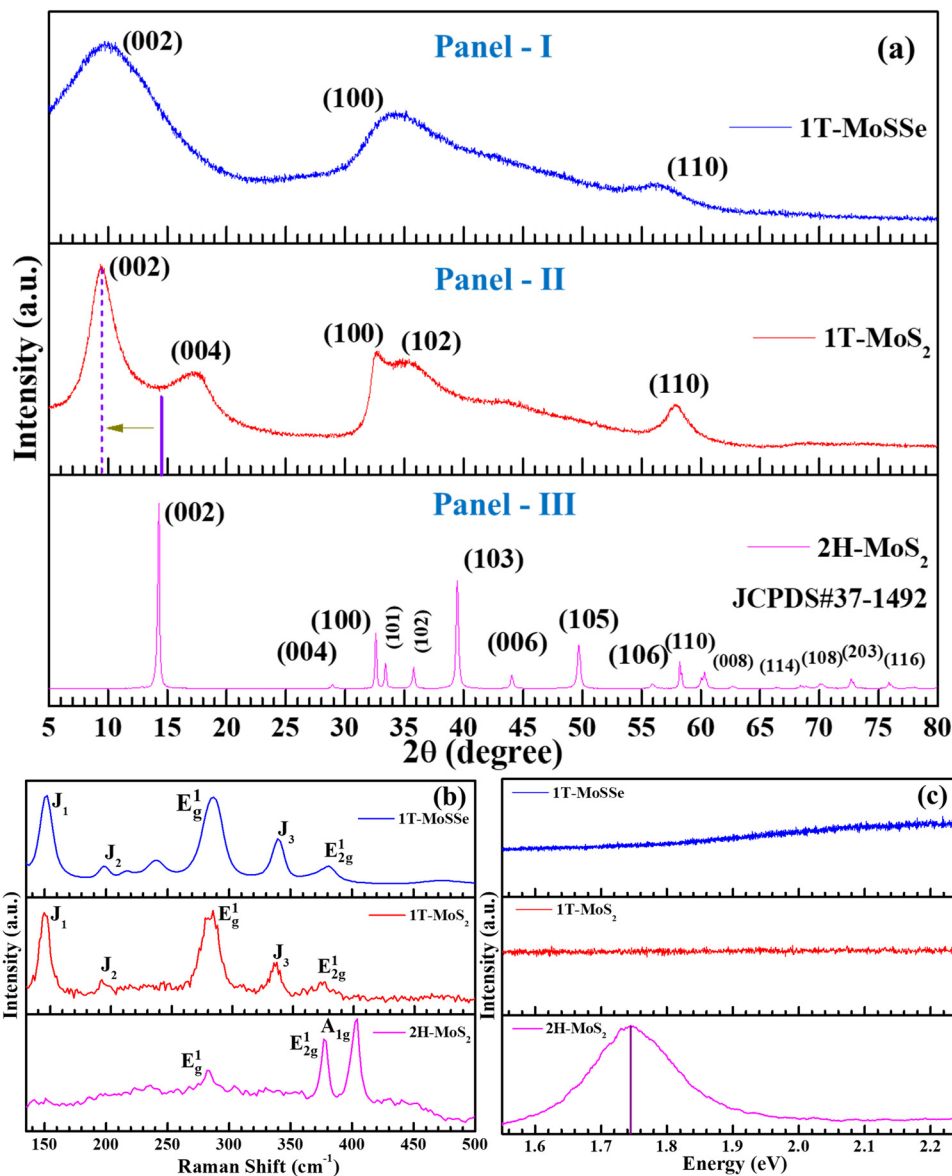 (a)
Panel - I
(002)
(100)
(110)
1T-MoSSe
Panel - II
(002)
(004)
(100)
(102)
(110)
1T-MoS₂
Panel - III
(002)
(004)
(100)
(101)
(102)
(103)
(006)
(105)
(106)
(110)
(008)
(114)
(108)
(203)
(116)
2H-MoS₂
JCPDS#37-1492
Intensity (a.u.)
5 10 15 20 25 30 35 40 45 50 55 60 65 70 75 80
2θ (degree)
(b)
J₁
J₂
E¹g
J₃
E¹2g
1T-MoSSe
J₁
J₂
E¹g
J₃
E¹2g
1T-MoS₂
E¹g
E¹2g
A1g
2H-MoS₂
Intensity (a.u.)
150 200 250 300 350 400 450 500
Raman Shift (cm⁻¹)
(c)
1T-MoSSe
1T-MoS₂
2H-MoS₂
Intensity (a.u.)
1.6 1.7 1.8 1.9 2.0 2.1 2.2
Energy (eV)